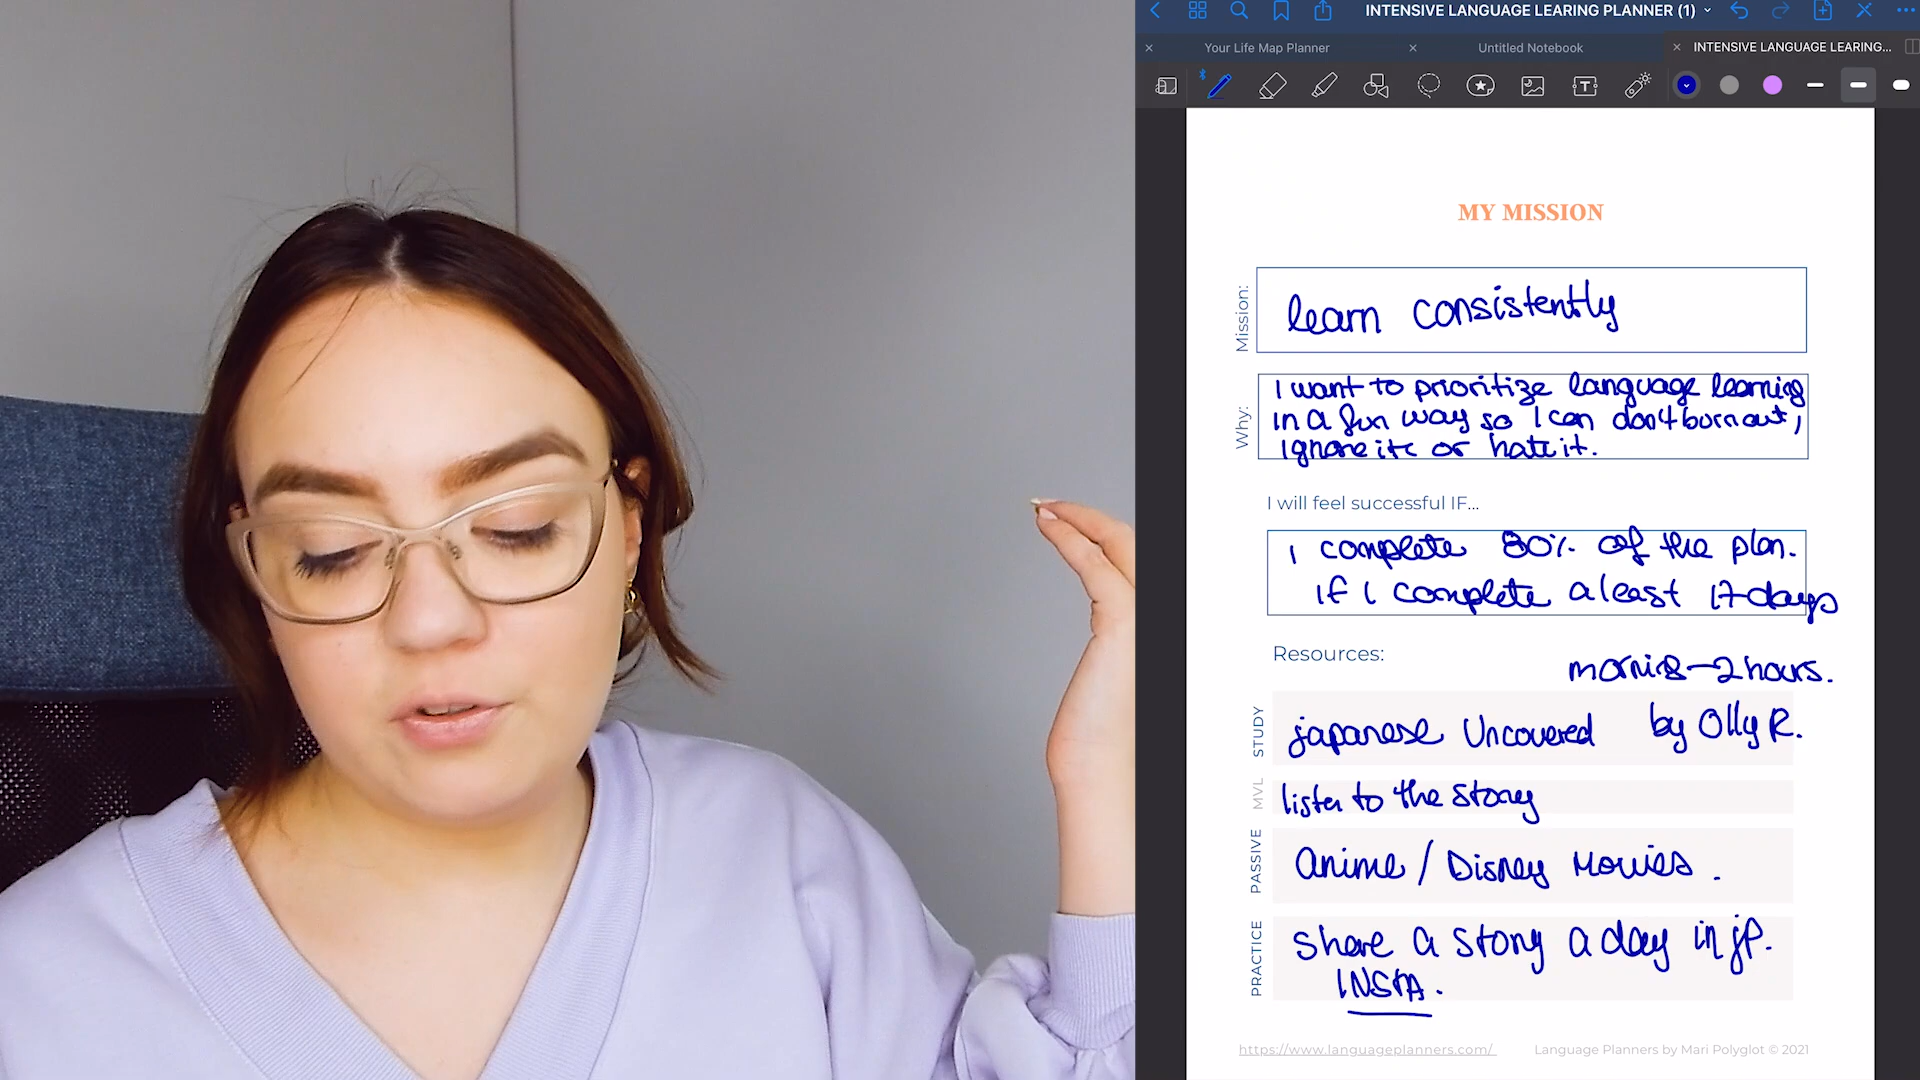 INTENSIVE LANGUAGE LEARING PLANNER (1)
Your Life Map Planner
Untitled Notebook
INTENSIVE LANGUAGE LEARING...
MY MISSION
Mission:
learn consistently
Why:
I want to prioritize language learning
in a fun way so I can don't burn out,
ignore it or hate it.
I will feel successful IF...
I complete 80% of the plan.
if I complete a least 17 days
Resources:
morning - 2 hours.
STUDY
japanese Uncovered by Olly R.
MVL
listen to the story
PASSIVE
anime / Disney Movies.
PRACTICE
share a story a day in jp.
INSTA.
https://www.languageplanners.com/
Language Planners by Mari Polyglot © 2021